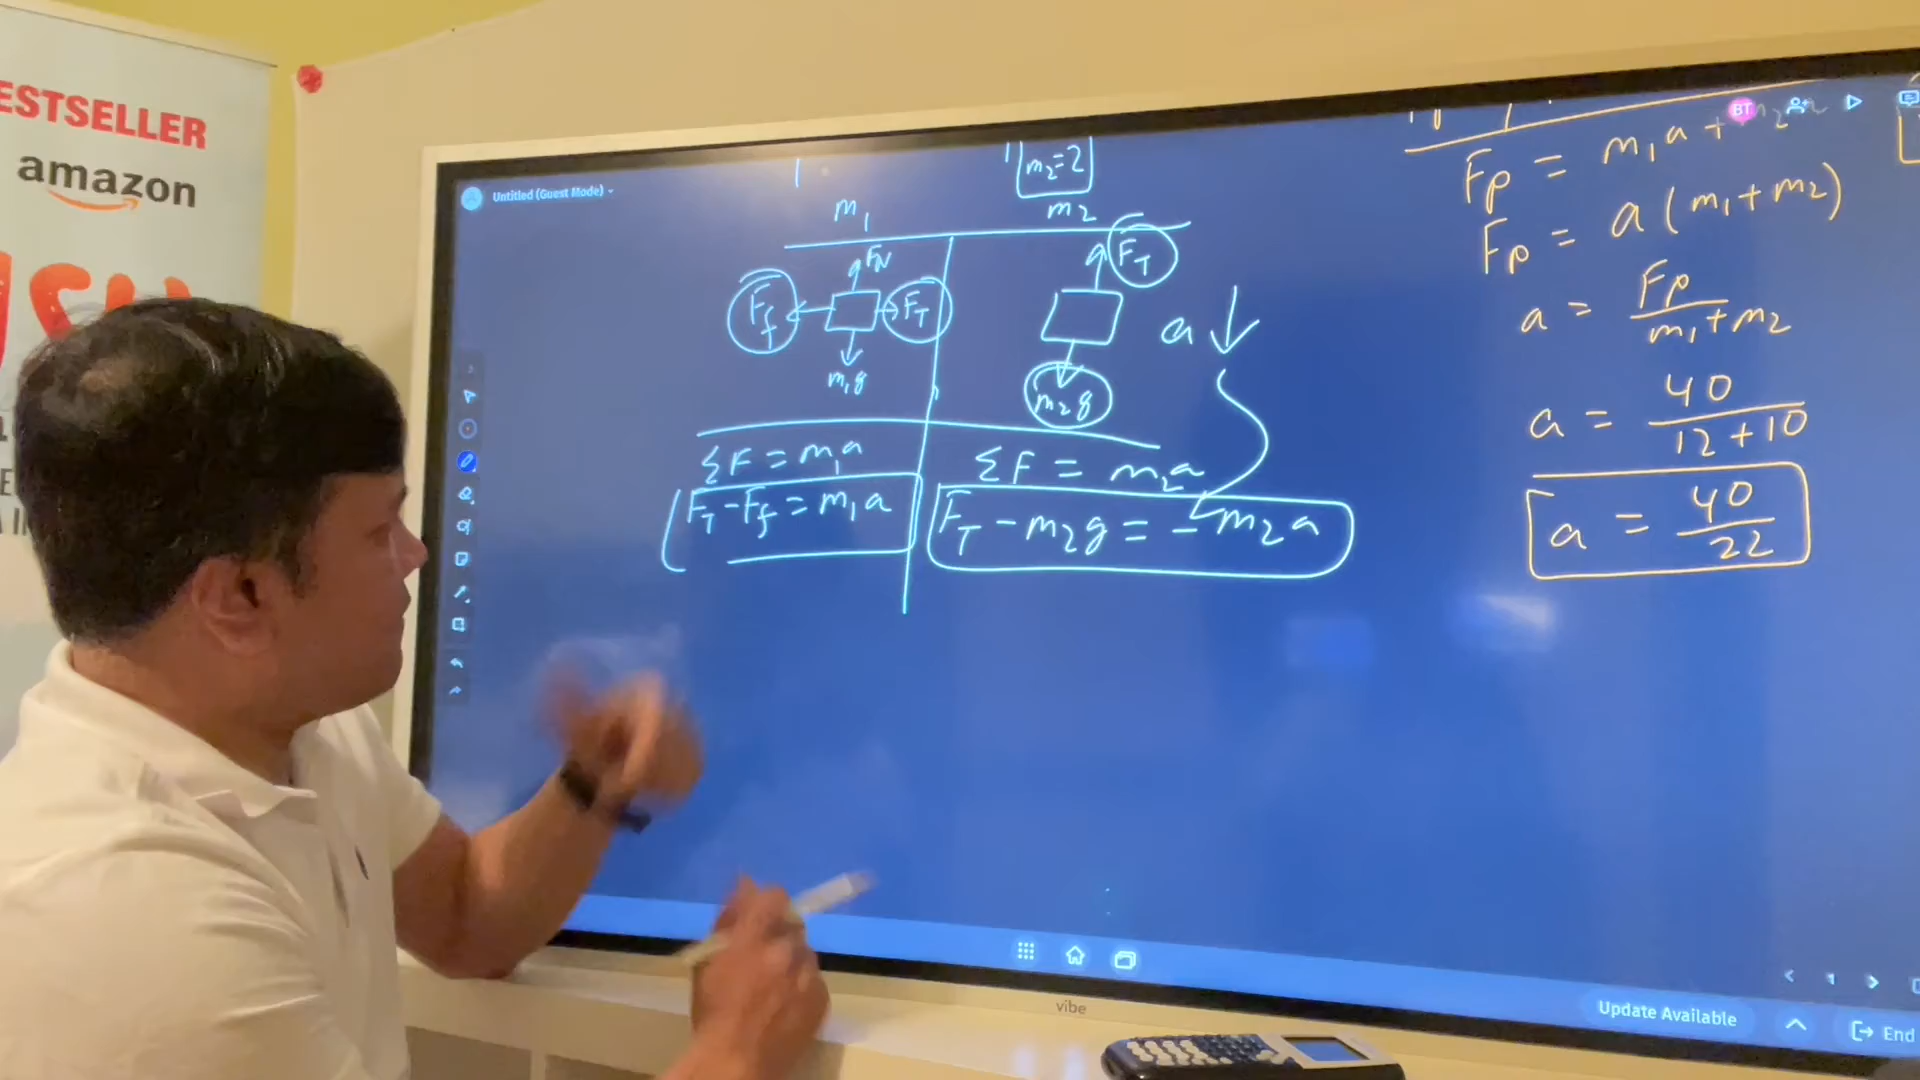 ESTSELLER
amazon
Untitled (Guest Mode)
m₂=2
m₁
m₂
F_N
F_f
F_T
m₁g
F_T
m₂g
a
ΣF = m₁a
F_T - F_f = m₁a
ΣF = m₂a
F_T - m₂g = -m₂a
BT
F_p = m₁a +
F_p = a(m₁+m₂)
a = F_p / m₁+m₂
a = 40 / 12+10
a = 40 / 22
vibe
Update Available
End